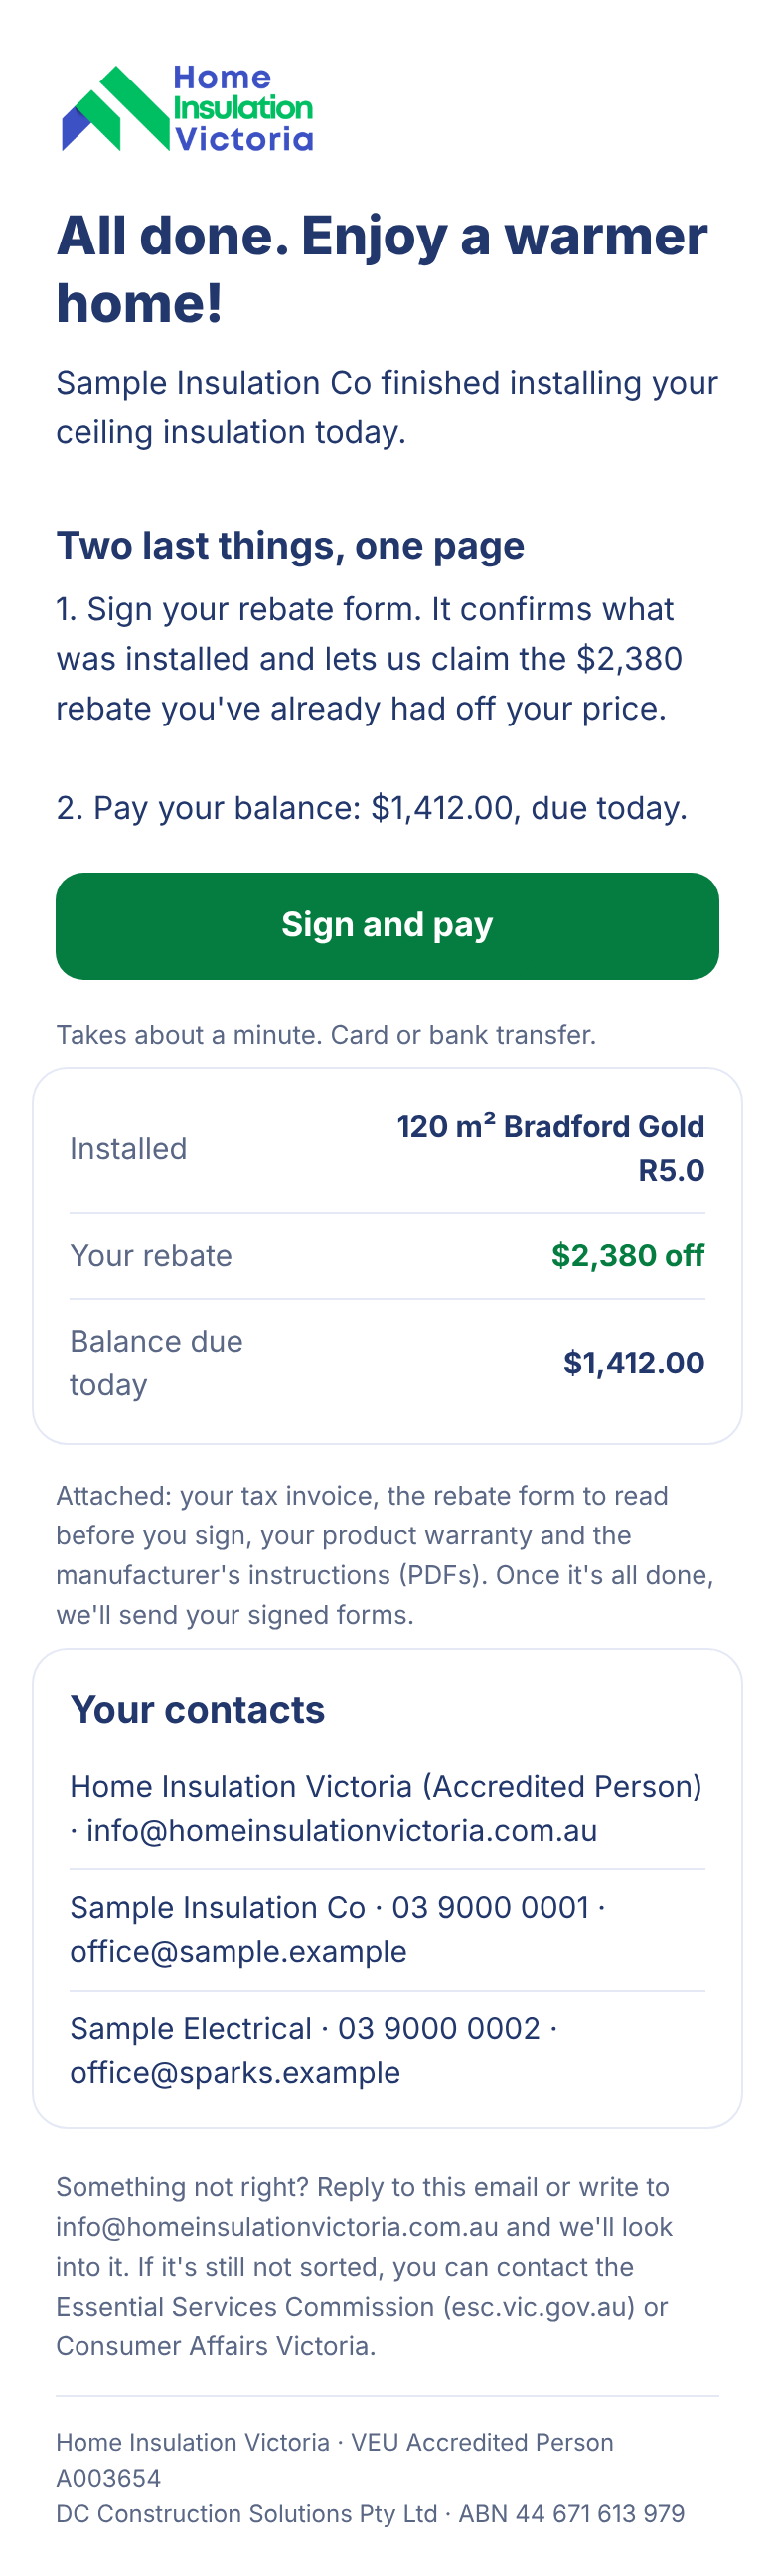 Home
Insulation
Victoria
All done. Enjoy a warmer
home!
Sample Insulation Co finished installing your
ceiling insulation today.
Two last things, one page
1. Sign your rebate form. It confirms what
was installed and lets us claim the $2,380
rebate you've already had off your price.
2. Pay your balance: $1,412.00, due today.
Sign and pay
Takes about a minute. Card or bank transfer.
Installed
120 m² Bradford Gold
R5.0
Your rebate
$2,380 off
Balance due
today
$1,412.00
Attached: your tax invoice, the rebate form to read
before you sign, your product warranty and the
manufacturer's instructions (PDFs). Once it's all done,
we'll send your signed forms.
Your contacts
Home Insulation Victoria (Accredited Person)
· info@homeinsulationvictoria.com.au
Sample Insulation Co · 03 9000 0001 ·
office@sample.example
Sample Electrical · 03 9000 0002 ·
office@sparks.example
Something not right? Reply to this email or write to
info@homeinsulationvictoria.com.au and we'll look
into it. If it's still not sorted, you can contact the
Essential Services Commission (esc.vic.gov.au) or
Consumer Affairs Victoria.
Home Insulation Victoria · VEU Accredited Person
A003654
DC Construction Solutions Pty Ltd · ABN 44 671 613 979